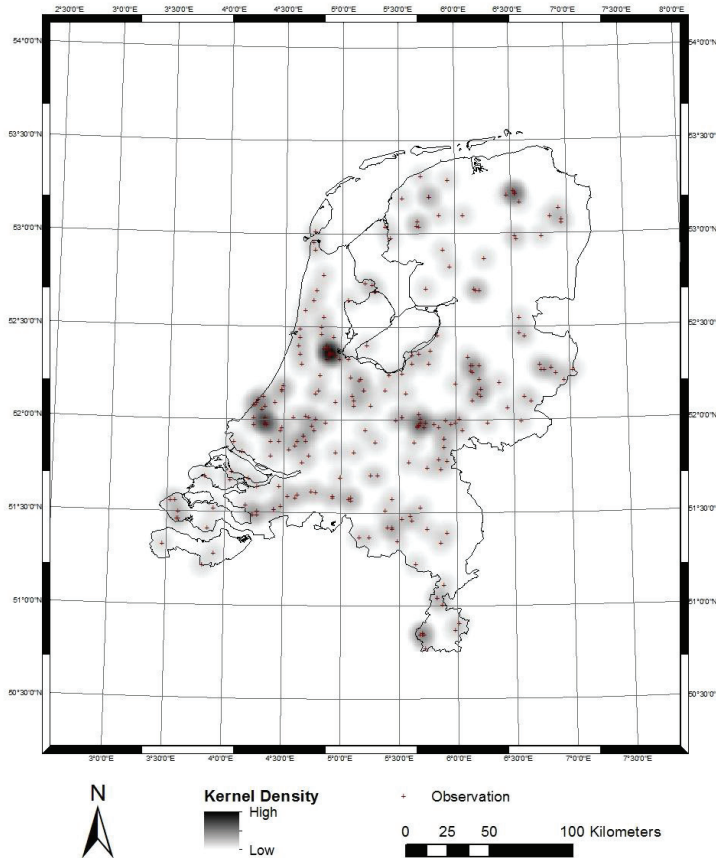 2°30'0"E 3°0'0"E 3°30'0"E 4°0'0"E 4°30'0"E 5°0'0"E 5°30'0"E 6°0'0"E 6°30'0"E 7°0'0"E 7°30'0"E 8°0'0"E
54°0'0"N 54°0'0"N
53°30'0"N 53°30'0"N
53°0'0"N 53°0'0"N
52°30'0"N 52°30'0"N
52°0'0"N 52°0'0"N
51°30'0"N 51°30'0"N
51°0'0"N 51°0'0"N
50°30'0"N 50°30'0"N
3°0'0"E 3°30'0"E 4°0'0"E 4°30'0"E 5°0'0"E 5°30'0"E 6°0'0"E 6°30'0"E 7°0'0"E 7°30'0"E
N
Kernel Density
High
Low
Observation
0 25 50 100 Kilometers